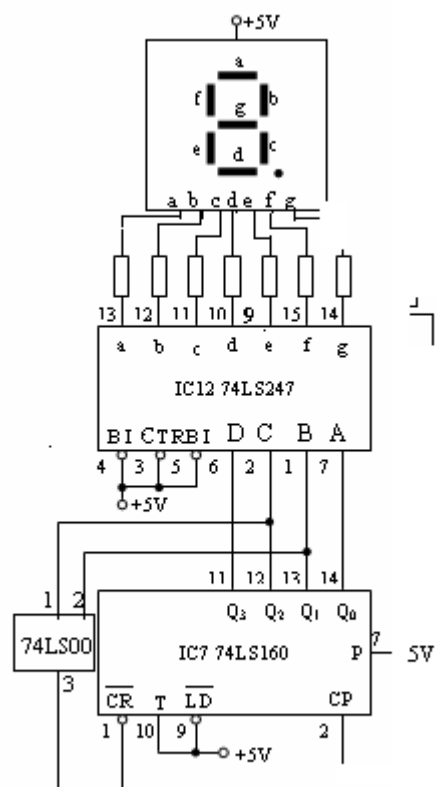 +5V
a
f g b
e d c
a b c d e f g
13 12 11 10 9 15 14
a b c d e f g
IC12 74LS247
BI CTRBI D C B A
4 3 5 6 2 1 7
+5V
1 2
11 12 13 14
Q3 Q2 Q1 Q0
74LS00 IC7 74LS160 P 7 5V
3 CR T LD CP
1 10 9 2
+5V